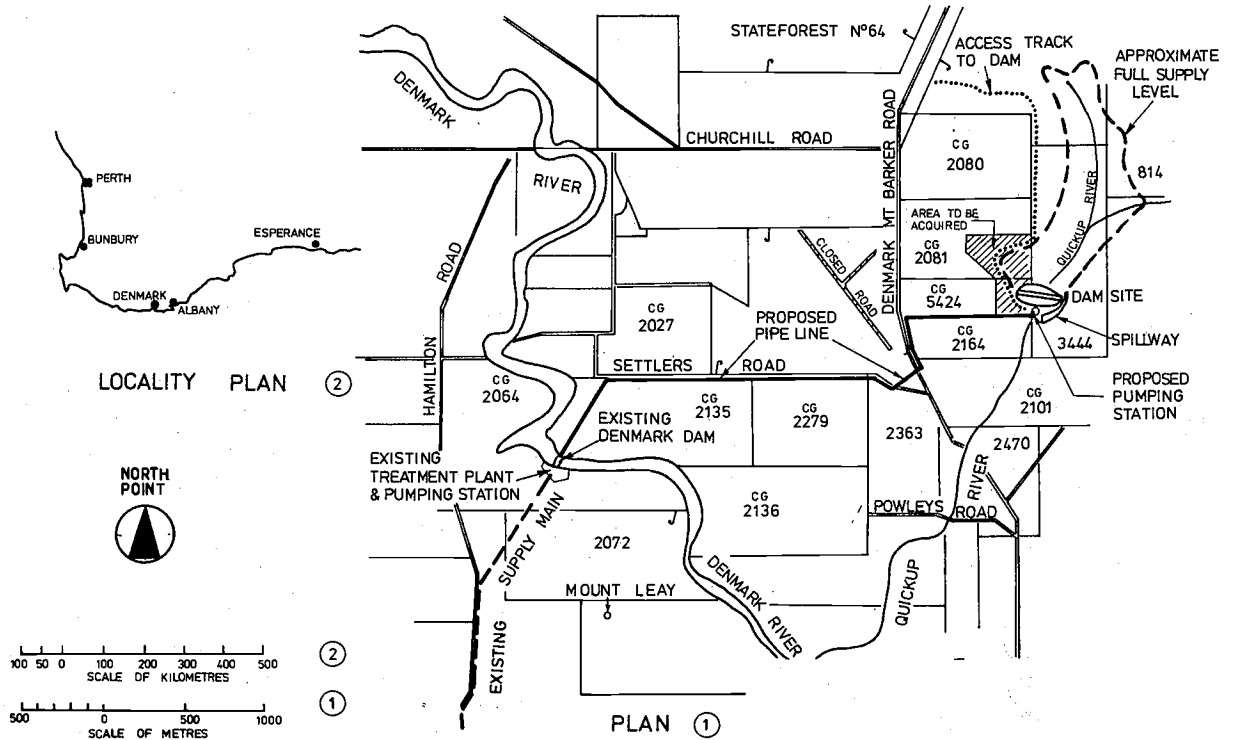 STATEFOREST Nº64
ACCESS TRACK
TO DAM
APPROXIMATE
FULL SUPPLY
LEVEL
DENMARK
RIVER
CHURCHILL ROAD
DENMARK MT BARKER ROAD
CG
2080
QUICKUP RIVER
814
AREA TO BE
ACQUIRED
CG
2081
CG
5424
DAM SITE
SPILLWAY
CG
2164
3444
PROPOSED
PUMPING
STATION
CLOSED
ROAD
PROPOSED
PIPE LINE
CG
2027
SETTLERS ROAD
HAMILTON ROAD
CG
2064
CG
2135
CG
2279
2363
CG
2101
2470
EXISTING
DENMARK DAM
EXISTING
TREATMENT PLANT
& PUMPING STATION
CG
2136
POWLEYS ROAD
2072
MOUNT LEAY
DENMARK RIVER
QUICKUP RIVER
EXISTING SUPPLY MAIN
PLAN 1
PERTH
BUNBURY
DENMARK
ALBANY
ESPERANCE
LOCALITY PLAN 2
NORTH
POINT
100 50 0 100 200 300 400 500
SCALE OF KILOMETRES
2
500 0 500 1000
SCALE OF METRES
1